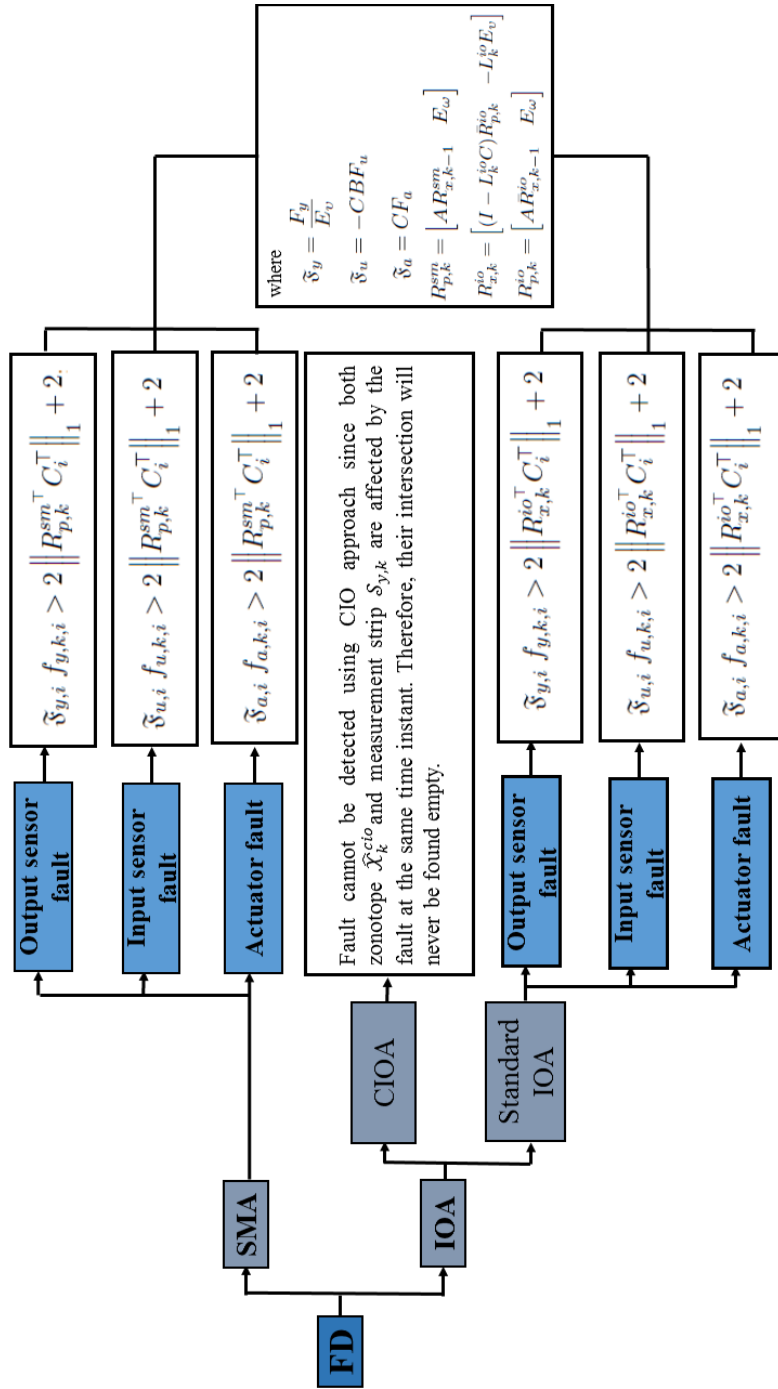 FD
SMA
IOA
CIOA
Standard
IOA
Output sensor
fault
Input sensor
fault
Actuator fault
𝔉_{y,i} f_{y,k,i} > 2 ‖R^{sm⊤}_{p,k} C_i^⊤‖_1 + 2
𝔉_{u,i} f_{u,k,i} > 2 ‖R^{sm⊤}_{p,k} C_i^⊤‖_1 + 2
𝔉_{a,i} f_{a,k,i} > 2 ‖R^{sm⊤}_{p,k} C_i^⊤‖_1 + 2
Fault cannot be detected using CIO approach since both
zonotope 𝒳̂_k^{cio} and measurement strip 𝒮_{y,k} are affected by the
fault at the same time instant. Therefore, their intersection will
never be found empty.
Output sensor
fault
Input sensor
fault
Actuator fault
𝔉_{y,i} f_{y,k,i} > 2 ‖R^{io⊤}_{x,k} C_i^⊤‖_1 + 2
𝔉_{u,i} f_{u,k,i} > 2 ‖R^{io⊤}_{x,k} C_i^⊤‖_1 + 2
𝔉_{a,i} f_{a,k,i} > 2 ‖R^{io⊤}_{x,k} C_i^⊤‖_1 + 2
where
𝔉_y = F_y / E_v
𝔉_u = −CBF_u
𝔉_a = CF_a
R^{sm}_{p,k} = [AR^{sm}_{x,k−1} E_ω]
R^{io}_{x,k} = [(I − L^{io}_k C)R̄^{io}_{p,k} −L^{io}_k E_v]
R^{io}_{p,k} = [AR̄^{io}_{x,k−1} E_ω]